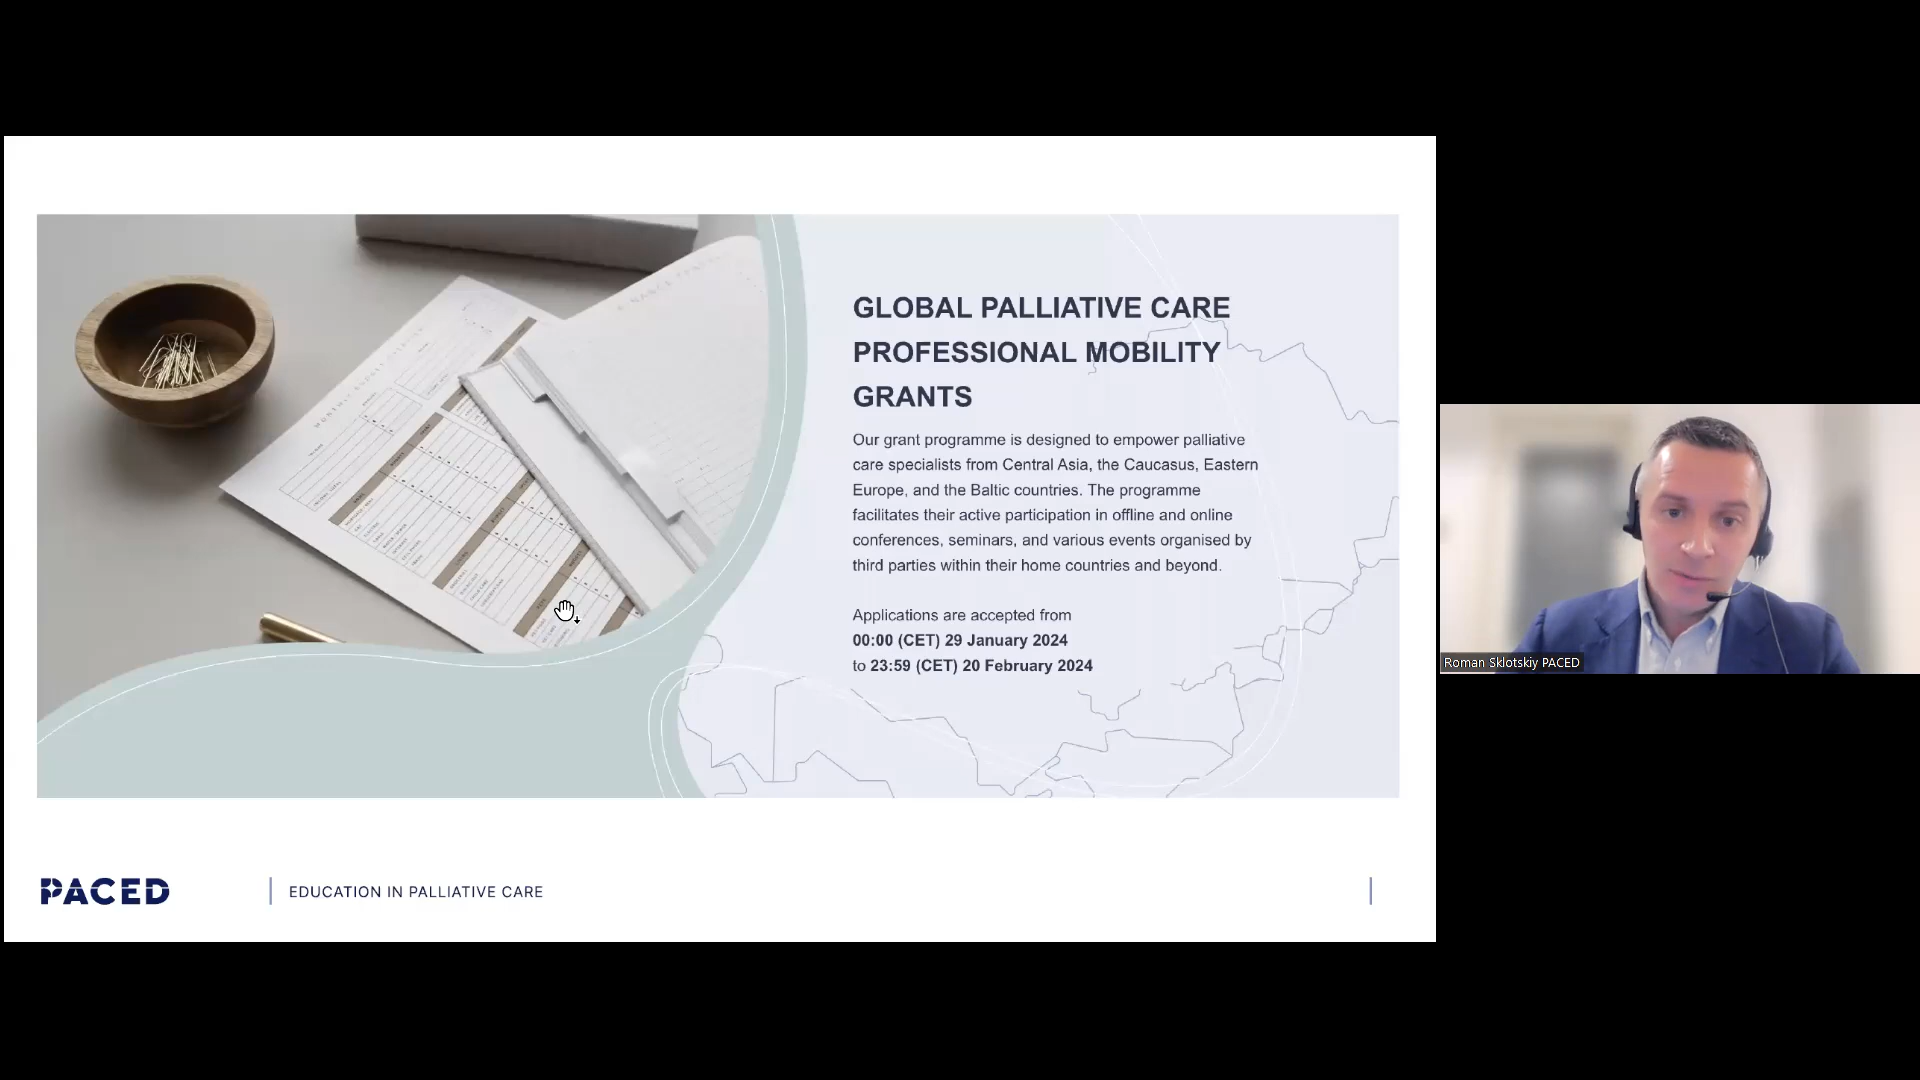 GLOBAL PALLIATIVE CARE
PROFESSIONAL MOBILITY
GRANTS
Our grant programme is designed to empower palliative
care specialists from Central Asia, the Caucasus, Eastern
Europe, and the Baltic countries. The programme
facilitates their active participation in offline and online
conferences, seminars, and various events organised by
third parties within their home countries and beyond.
Applications are accepted from
00:00 (CET) 29 January 2024
to 23:59 (CET) 20 February 2024
PACED
EDUCATION IN PALLIATIVE CARE
Roman Sklotskiy PACED